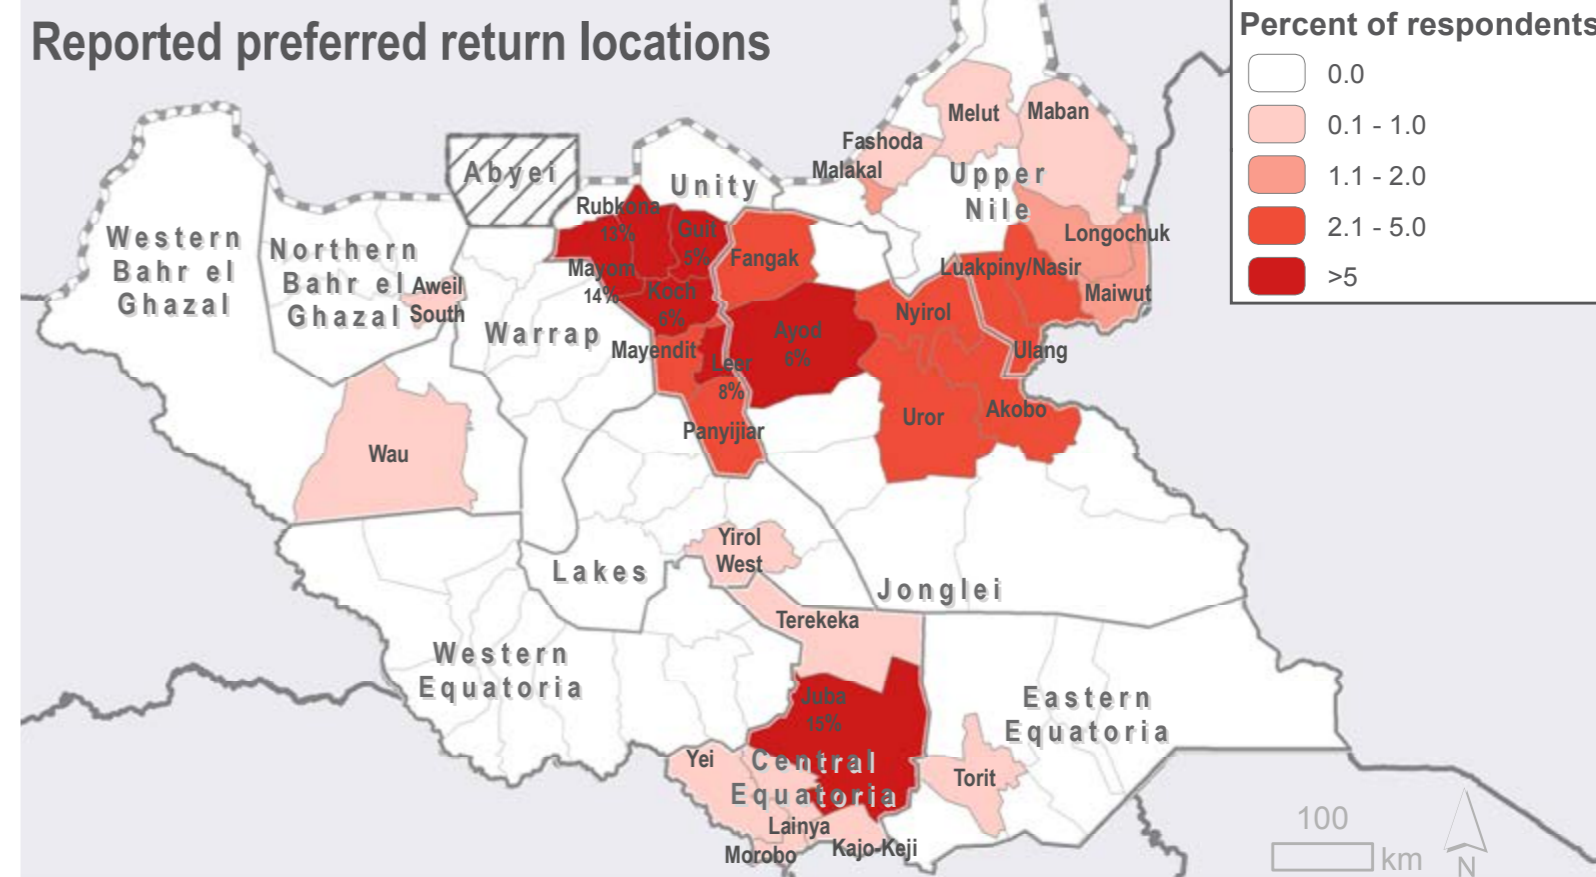 Reported preferred return locations
Percent of respondents
0.0
0.1 - 1.0
1.1 - 2.0
2.1 - 5.0
>5
Melut
Maban
Fashoda
Malakal
Abyei
Unity
Upper
Nile
Rubkona
13%
Guit
5%
Longochuk
Western
Bahr el
Ghazal
Northern
Bahr el
Ghazal
Aweil
South
Mayom
14%
Fangak
Luakpiny/Nasir
Maiwut
Koch
6%
Nyirol
Warrap
Mayendit
Ayod
6%
Ulang
Leer
8%
Uror
Akobo
Panyijiar
Wau
Yirol
West
Lakes
Jonglei
Terekeka
Western
Equatoria
Juba
15%
Eastern
Equatoria
Yei
Central
Equatoria
Torit
Lainya
Morobo
Kajo-Keji
100
km
N